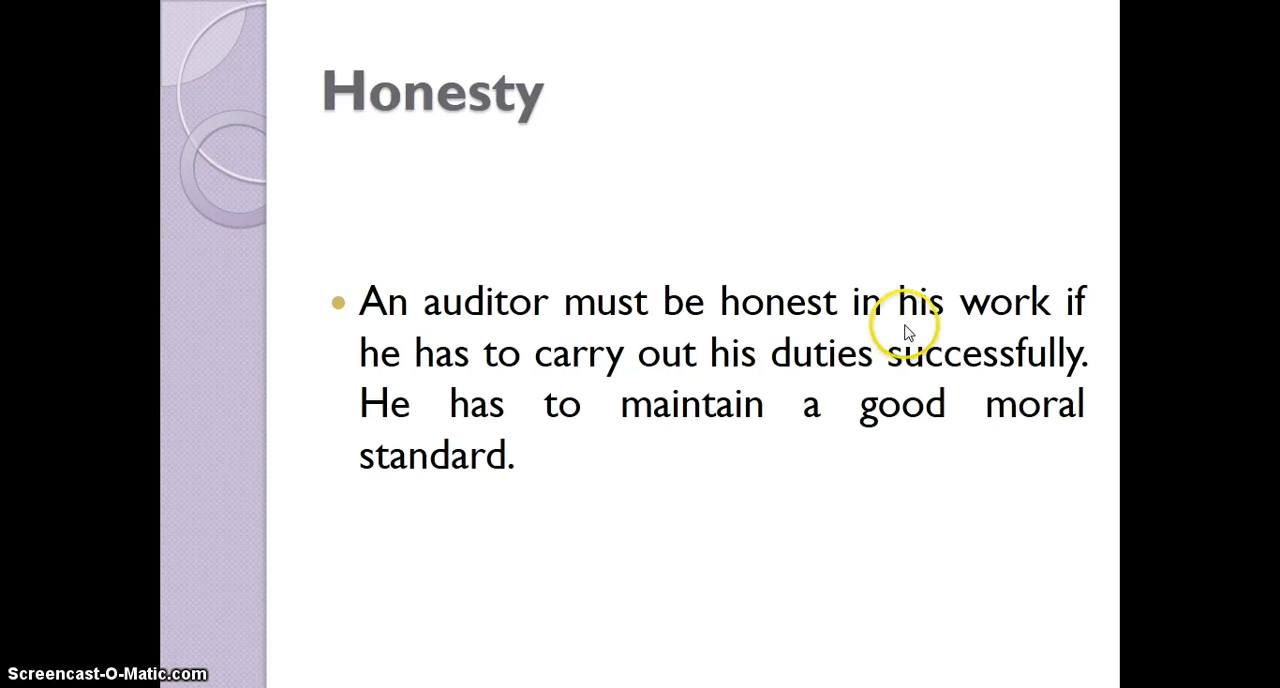 Honesty
An auditor must be honest in his work if
he has to carry out his duties successfully.
He has to maintain a good moral
standard.
Screencast-O-Matic.com